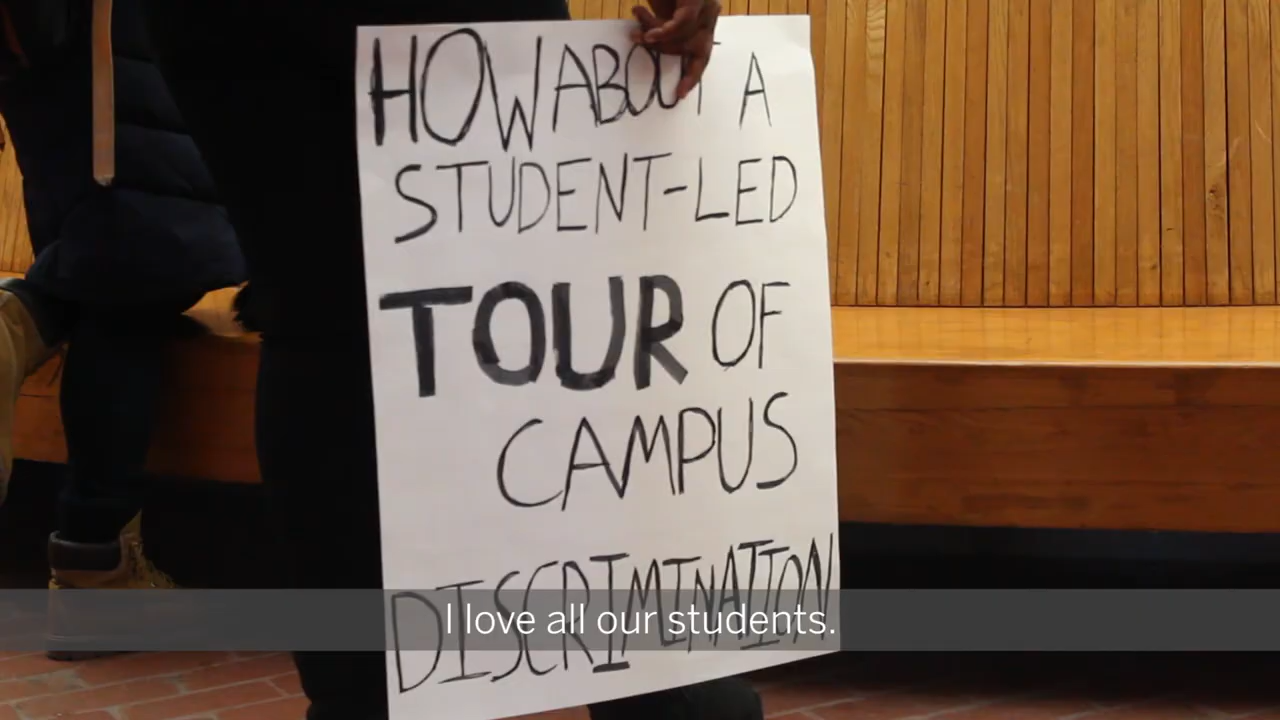 HOW ABOUT A
STUDENT-LED
TOUR OF
CAMPUS
DISCRIMINATION
I love all our students.